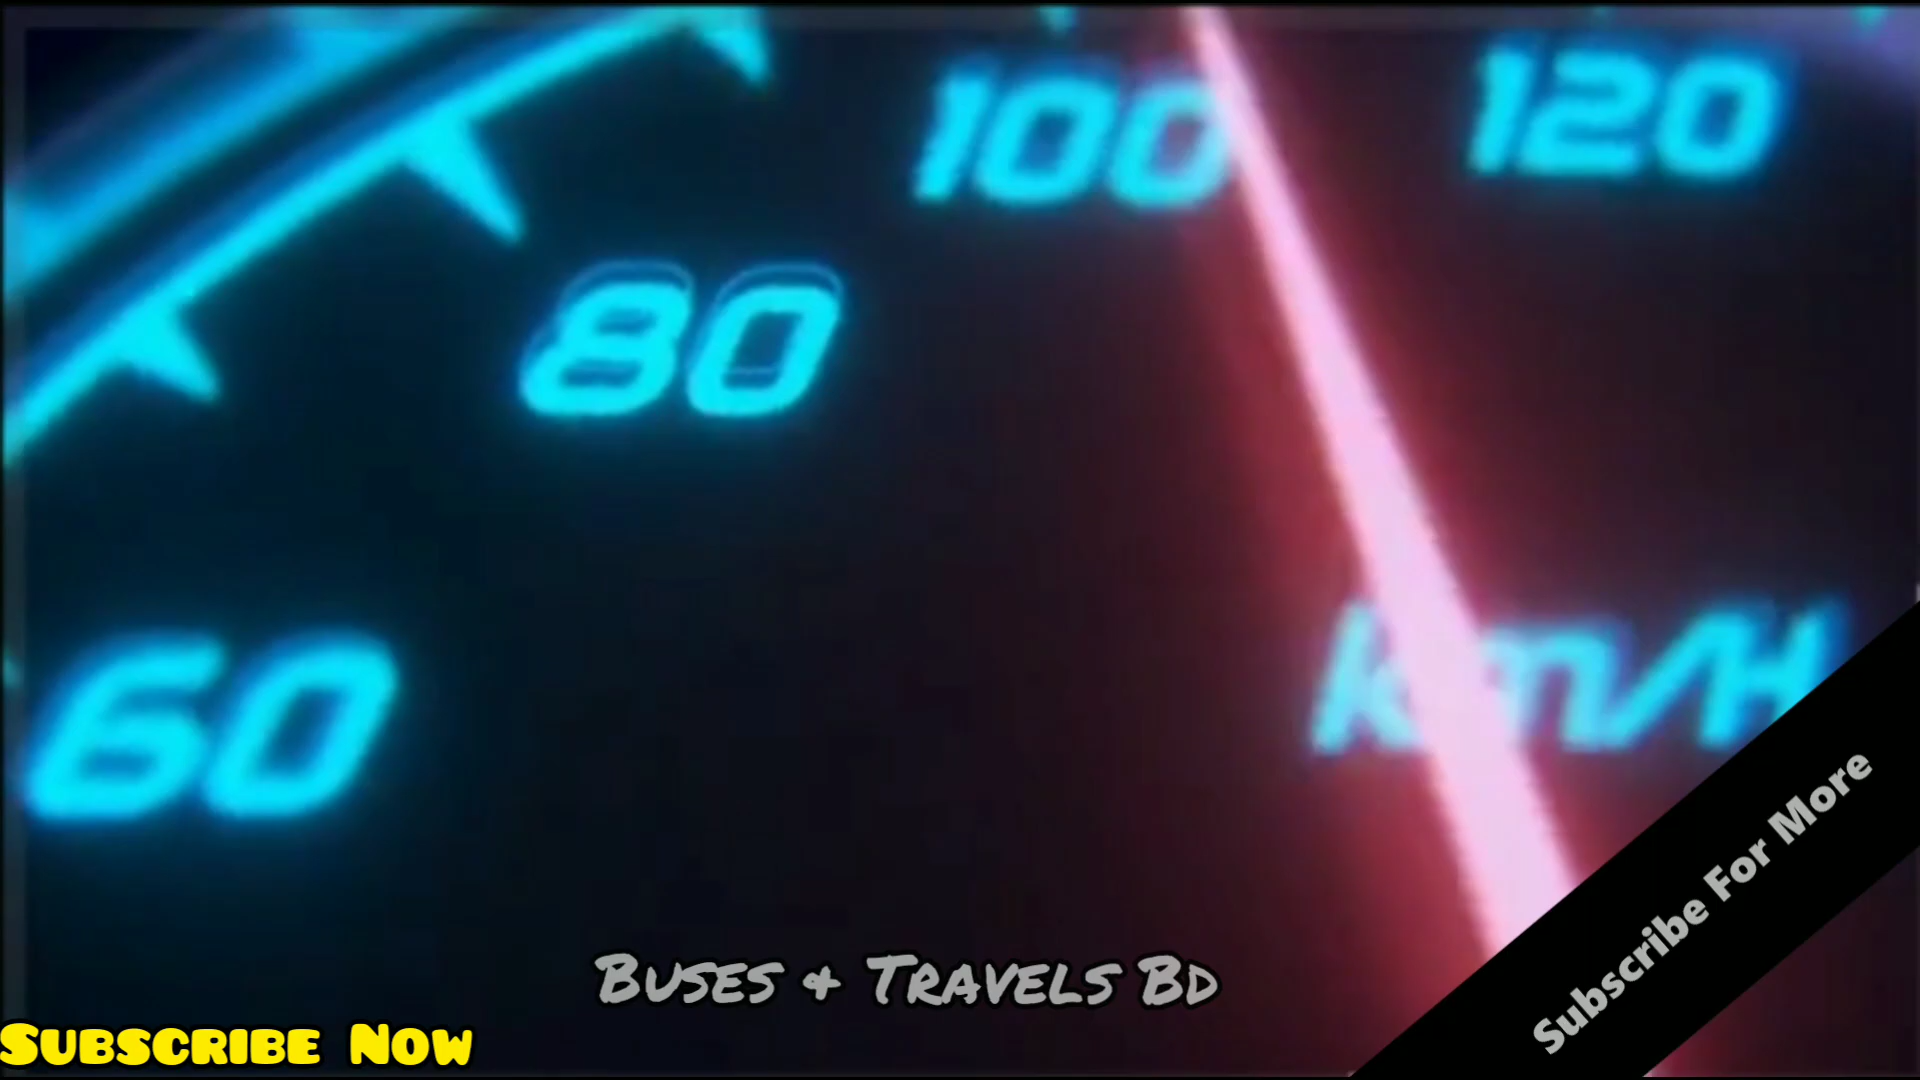 100
120
80
60
km/H
Subscribe For More
Buses & Travels Bd
Subscribe Now